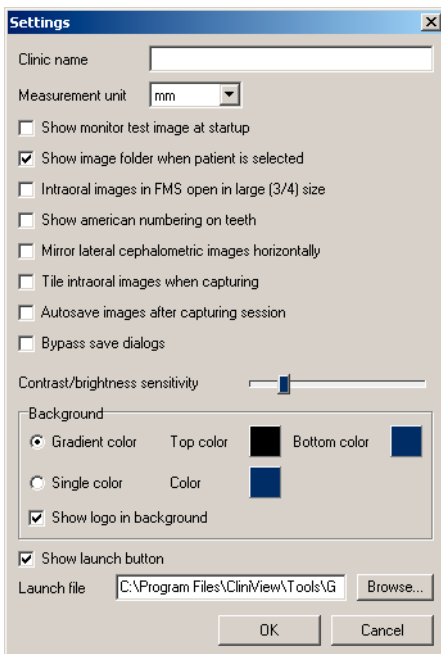 Settings
Clinic name
Measurement unit mm
Show monitor test image at startup
Show image folder when patient is selected
Intraoral images in FMS open in large (3/4) size
Show american numbering on teeth
Mirror lateral cephalometric images horizontally
Tile intraoral images when capturing
Autosave images after capturing session
Bypass save dialogs
Contrast/brightness sensitivity
Background
Gradient color Top color Bottom color
Single color Color
Show logo in background
Show launch button
Launch file C:\Program Files\CliniView\Tools\G Browse...
OK Cancel